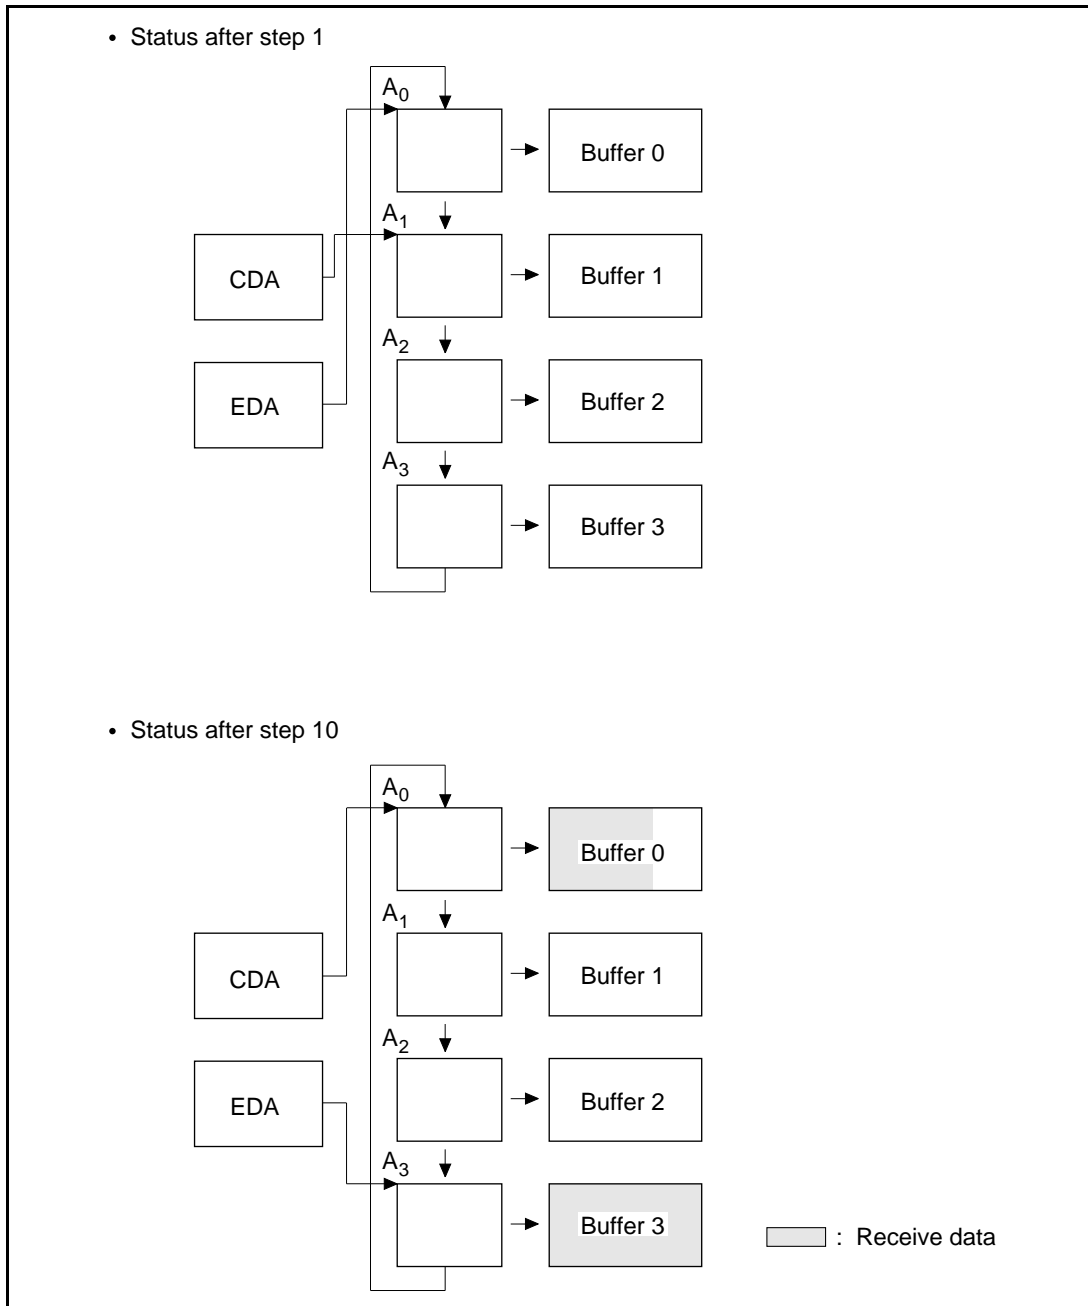 • Status after step 1
A0
Buffer 0
A1
CDA
Buffer 1
A2
EDA
Buffer 2
A3
Buffer 3
• Status after step 10
A0
Buffer 0
A1
CDA
Buffer 1
A2
EDA
Buffer 2
A3
Buffer 3
: Receive data